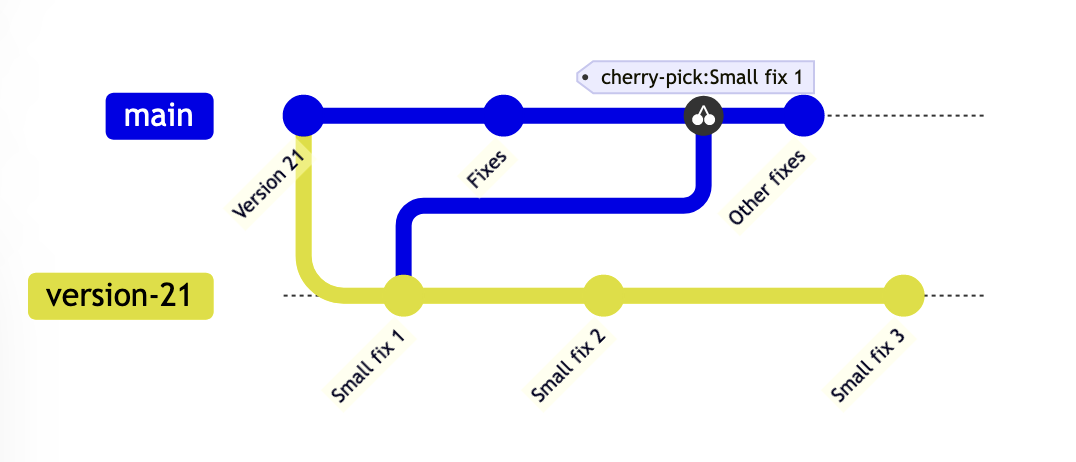 cherry-pick:Small fix 1
main
Version 21
Fixes
Other fixes
version-21
Small fix 1
Small fix 2
Small fix 3